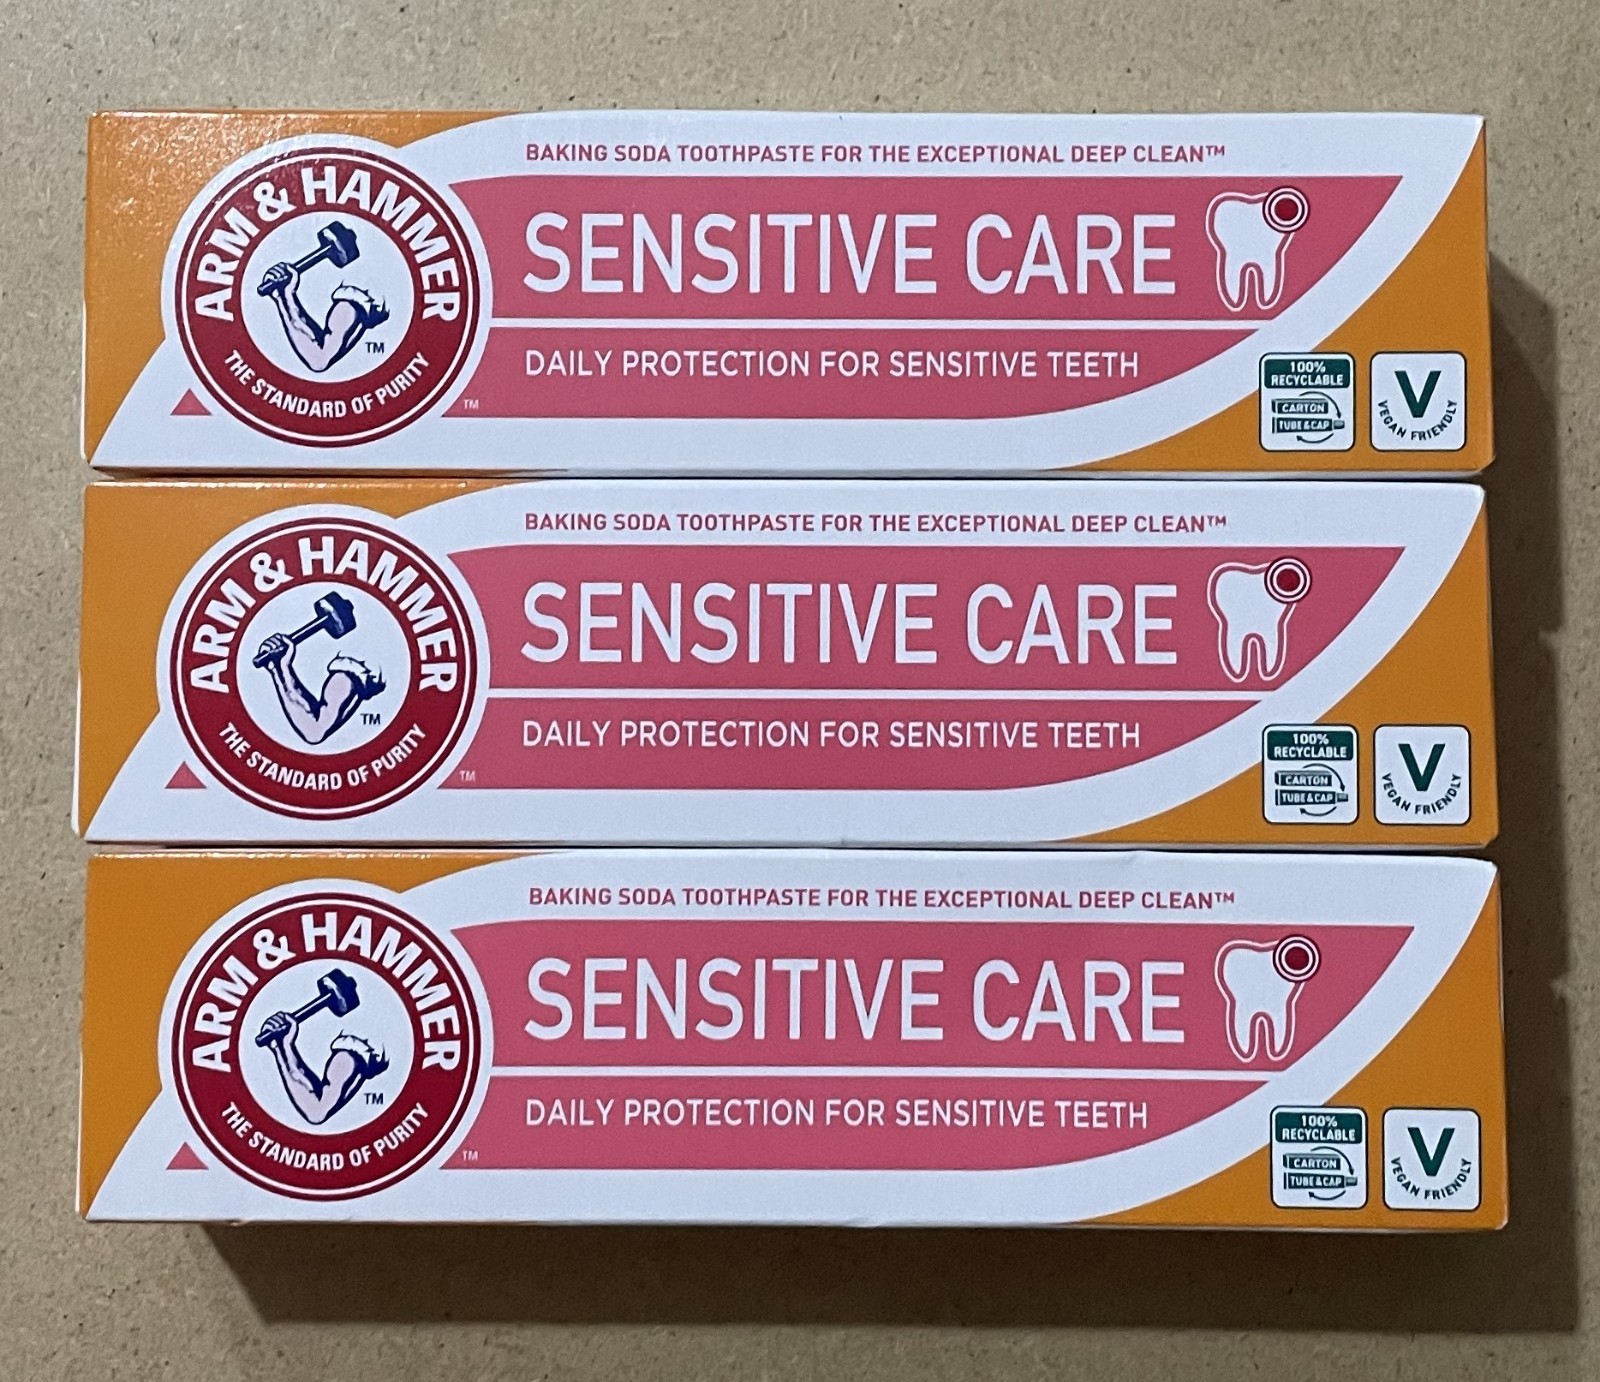 BAKING SODA TOOTHPASTE FOR THE EXCEPTIONAL DEEP CLEAN™
ARM & HAMMER
SENSITIVE CARE
TM
THE STANDARD OF PURITY
TM
DAILY PROTECTION FOR SENSITIVE TEETH
100%
RECYCLABLE
CARTON
TUBE & CAP
V
VEGAN FRIENDLY
BAKING SODA TOOTHPASTE FOR THE EXCEPTIONAL DEEP CLEAN™
ARM & HAMMER
SENSITIVE CARE
TM
THE STANDARD OF PURITY
TM
DAILY PROTECTION FOR SENSITIVE TEETH
100%
RECYCLABLE
CARTON
TUBE & CAP
V
VEGAN FRIENDLY
BAKING SODA TOOTHPASTE FOR THE EXCEPTIONAL DEEP CLEAN™
ARM & HAMMER
SENSITIVE CARE
TM
THE STANDARD OF PURITY
TM
DAILY PROTECTION FOR SENSITIVE TEETH
100%
RECYCLABLE
CARTON
TUBE & CAP
V
VEGAN FRIENDLY